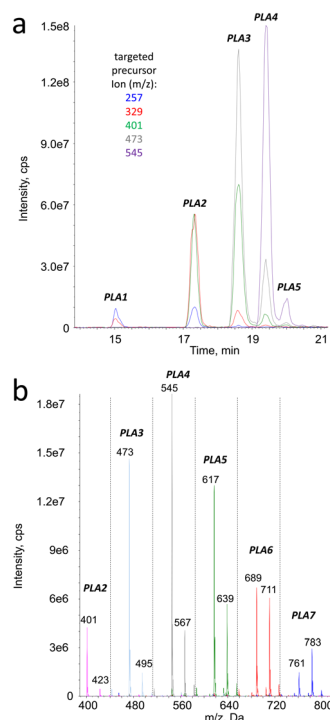 a
1.5e8
1.2e8
9.0e7
6.0e7
3.0e7
0
Intensity, cps
targeted
precursor
Ion (m/z):
257
329
401
473
545
PLA1
PLA2
PLA3
PLA4
PLA5
15
17
19
21
Time, min
b
1.8e7
1.5e7
1.2e7
9e6
6e6
3e6
0
Intensity, cps
PLA2
401
423
PLA3
473
495
PLA4
545
567
PLA5
617
639
PLA6
689
711
PLA7
761
783
400
480
560
640
720
800
m/z, Da